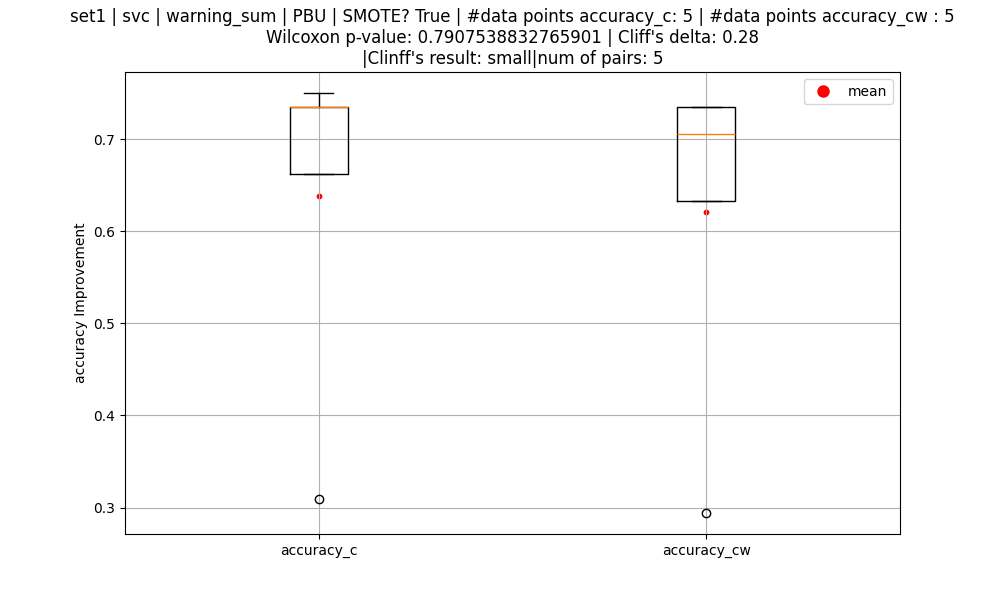 set1 | svc | warning_sum | PBU | SMOTE? True | #data points accuracy_c: 5 | #data points accuracy_cw : 5
Wilcoxon p-value: 0.7907538832765901 | Cliff's delta: 0.28
|Clinff's result: small|num of pairs: 5
mean
accuracy Improvement
0.7
0.6
0.5
0.4
0.3
accuracy_c
accuracy_cw